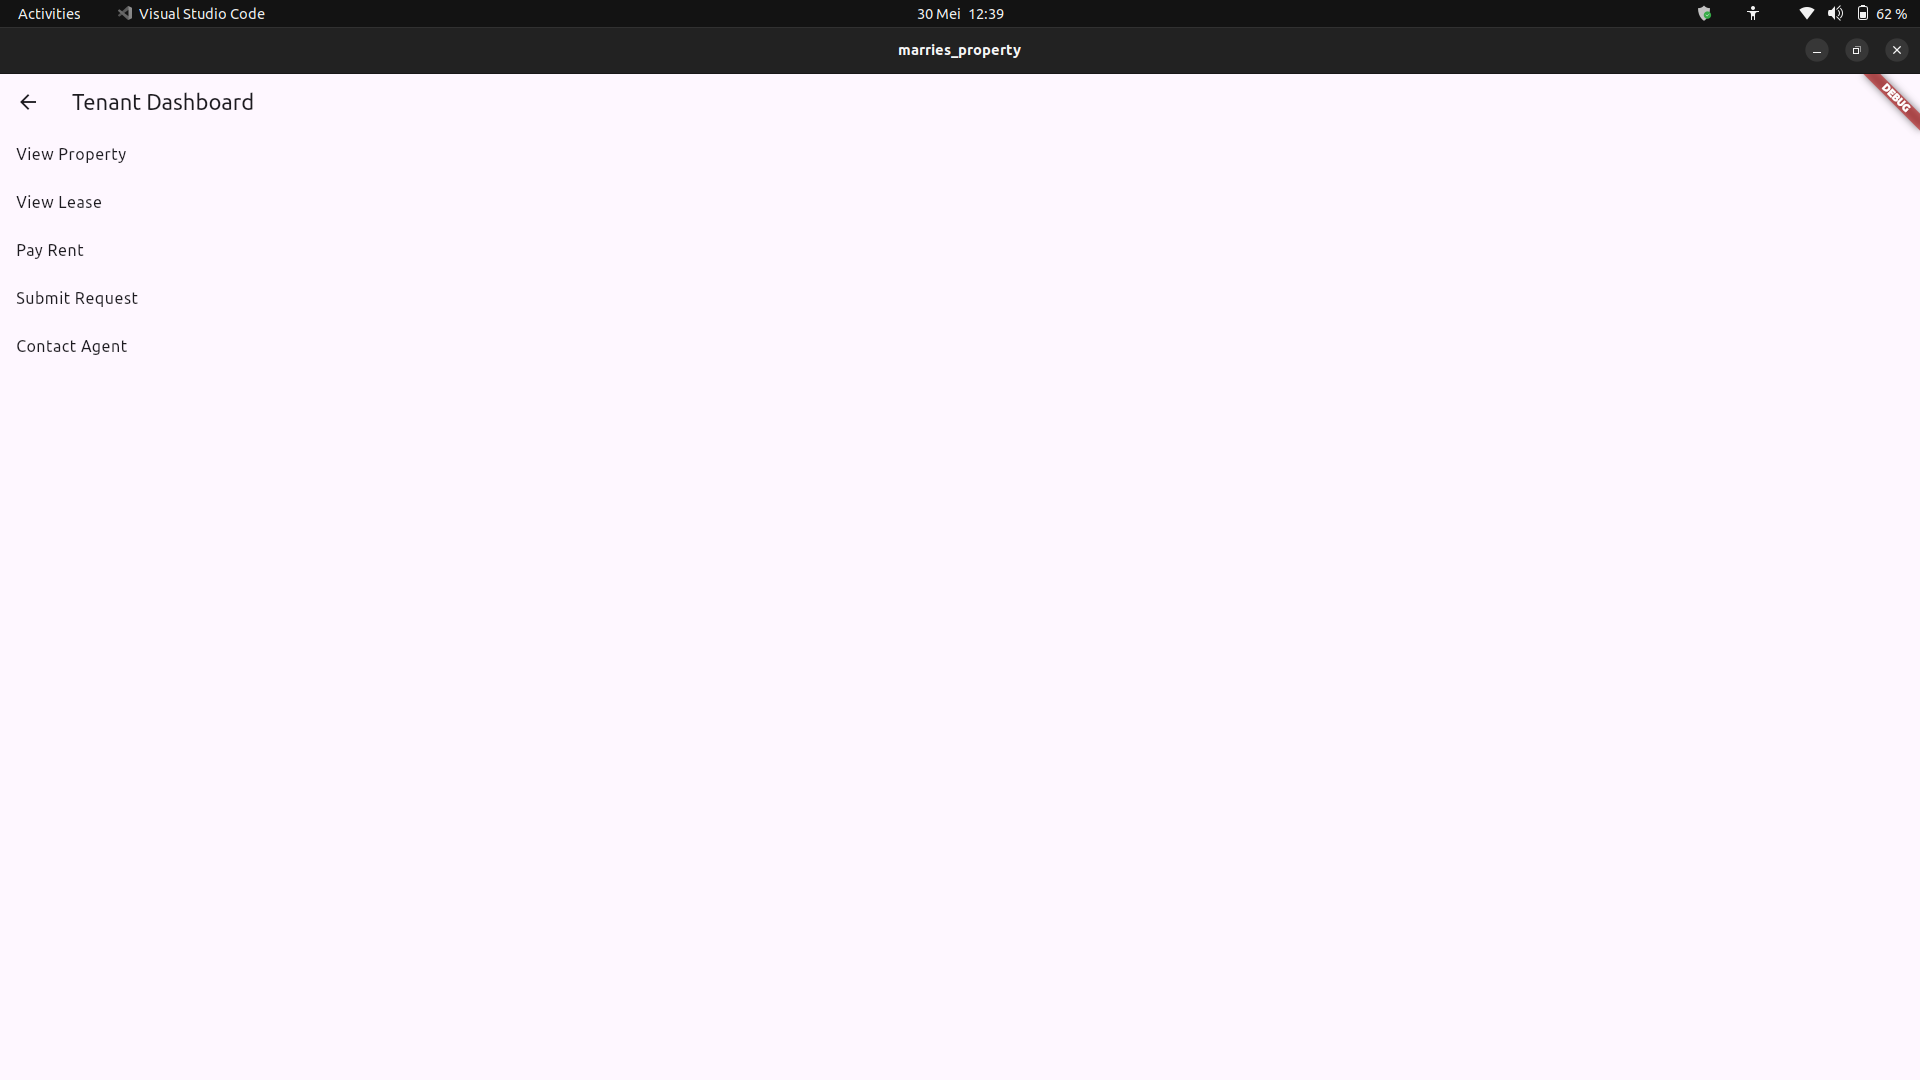 Activities Visual Studio Code 30 Mei 12:39 62 %
marries_property
Tenant Dashboard
DEBUG
View Property
View Lease
Pay Rent
Submit Request
Contact Agent